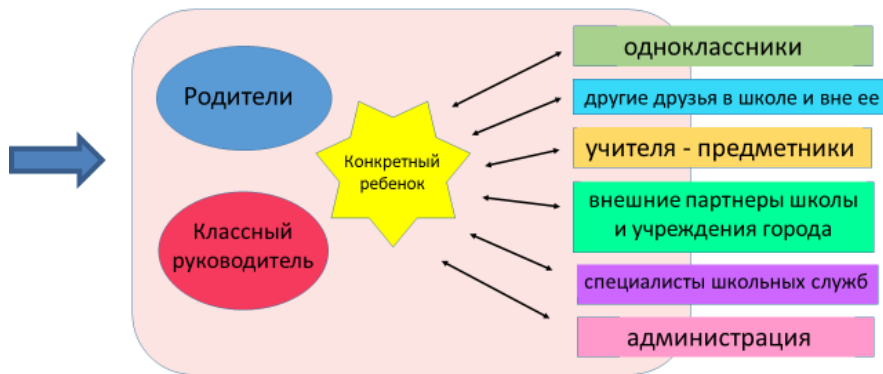 Родители
Конкретный
ребенок
Классный
руководитель
одноклассники
другие друзья в школе и вне ее
учителя - предметники
внешние партнеры школы
и учреждения города
специалисты школьных служб
администрация